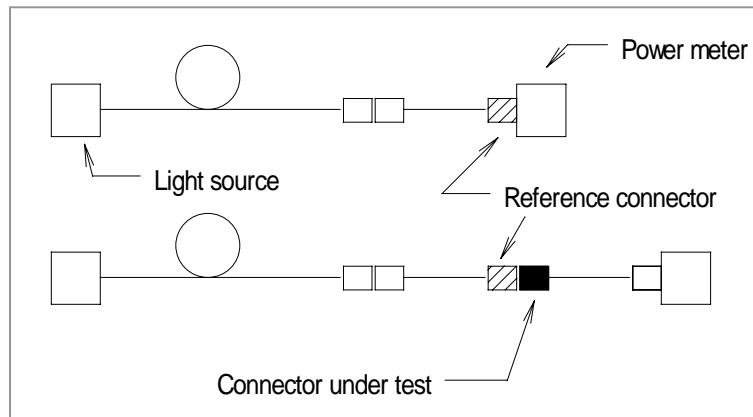 Power meter
Light source
Reference connector
Connector under test